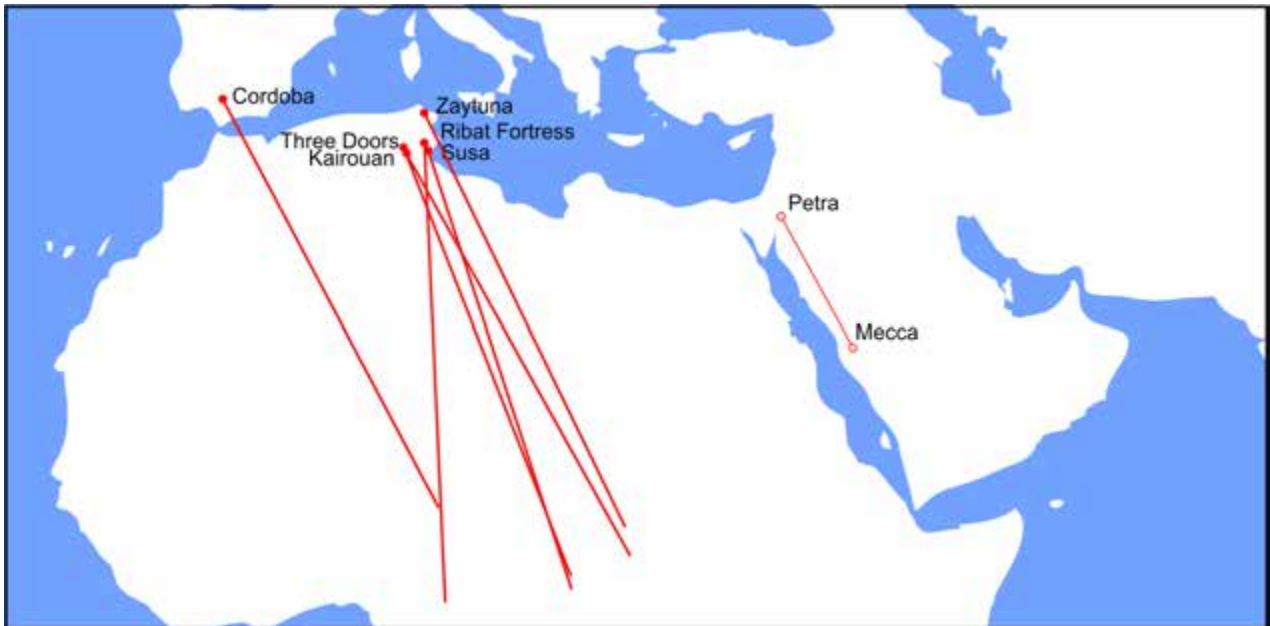 Cordoba
Zaytuna
Ribat Fortress
Three Doors
Susa
Kairouan
Petra
Mecca